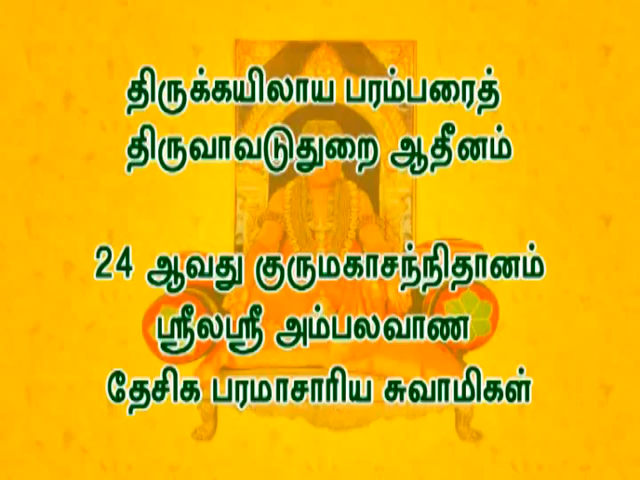 திருக்கயிலாய பரம்பரைத்
திருவாவடுதுறை ஆதீனம்
24 ஆவது குருமகாசந்நிதானம்
ஸ்ரீலஸ்ரீ அம்பலவாண
தேசிக பரமாசாரிய சுவாமிகள்